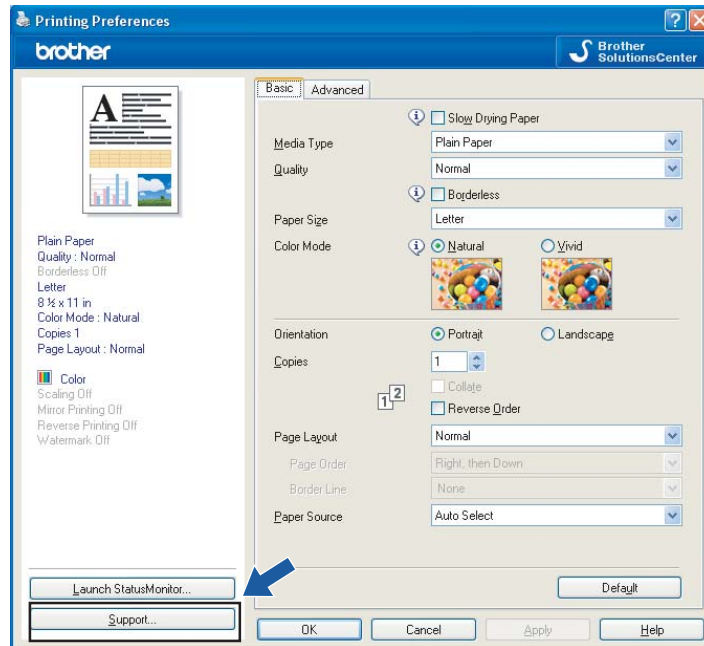 Printing Preferences
brother
Brother
SolutionsCenter
A
Plain Paper
Quality : Normal
Borderless Off
Letter
8 ½ x 11 in
Color Mode : Natural
Copies 1
Page Layout : Normal
Color
Scaling Off
Mirror Printing Off
Reverse Printing Off
Watermark Off
Launch StatusMonitor...
Support...
Basic Advanced
Slow Drying Paper
Media Type Plain Paper
Quality Normal
Borderless
Paper Size Letter
Color Mode Natural Vivid
Orientation Portrait Landscape
Copies 1
Collate
1 2
Reverse Order
Page Layout Normal
Page Order Right, then Down
Border Line None
Paper Source Auto Select
Default
OK Cancel Apply Help